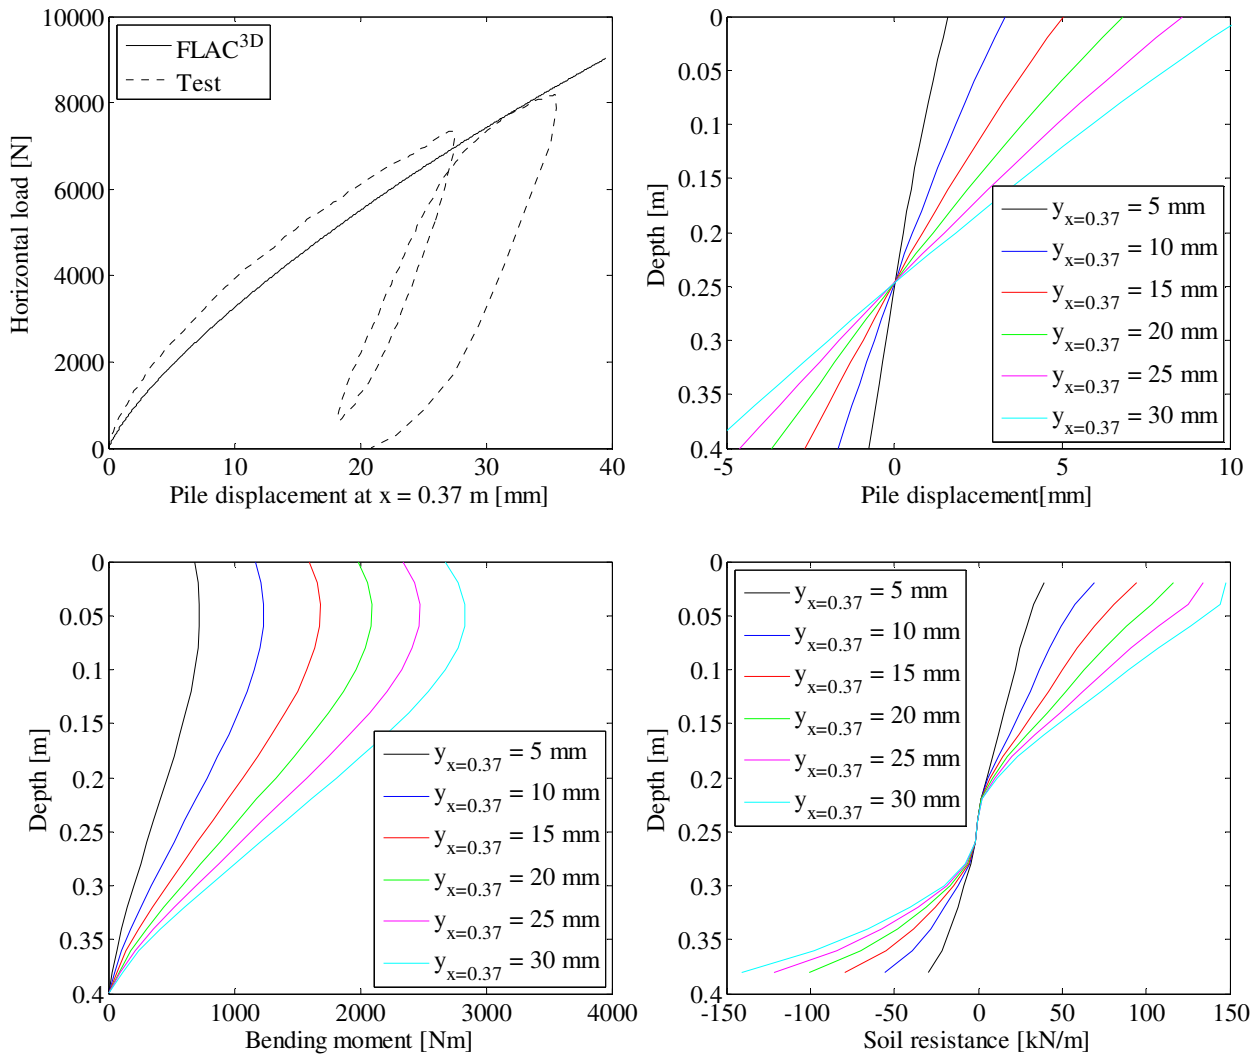 10000
8000
6000
4000
2000
0
0 10 20 30 40
Horizontal load [N]
Pile displacement at x = 0.37 m [mm]
FLAC3D
Test
0
0.05
0.1
0.15
0.2
0.25
0.3
0.35
0.4
-5 0 5 10
Depth [m]
Pile displacement[mm]
yx=0.37 = 5 mm
yx=0.37 = 10 mm
yx=0.37 = 15 mm
yx=0.37 = 20 mm
yx=0.37 = 25 mm
yx=0.37 = 30 mm
0
0.05
0.1
0.15
0.2
0.25
0.3
0.35
0.4
0 1000 2000 3000 4000
Depth [m]
Bending moment [Nm]
yx=0.37 = 5 mm
yx=0.37 = 10 mm
yx=0.37 = 15 mm
yx=0.37 = 20 mm
yx=0.37 = 25 mm
yx=0.37 = 30 mm
0
0.05
0.1
0.15
0.2
0.25
0.3
0.35
0.4
-150 -100 -50 0 50 100 150
Depth [m]
Soil resistance [kN/m]
yx=0.37 = 5 mm
yx=0.37 = 10 mm
yx=0.37 = 15 mm
yx=0.37 = 20 mm
yx=0.37 = 25 mm
yx=0.37 = 30 mm